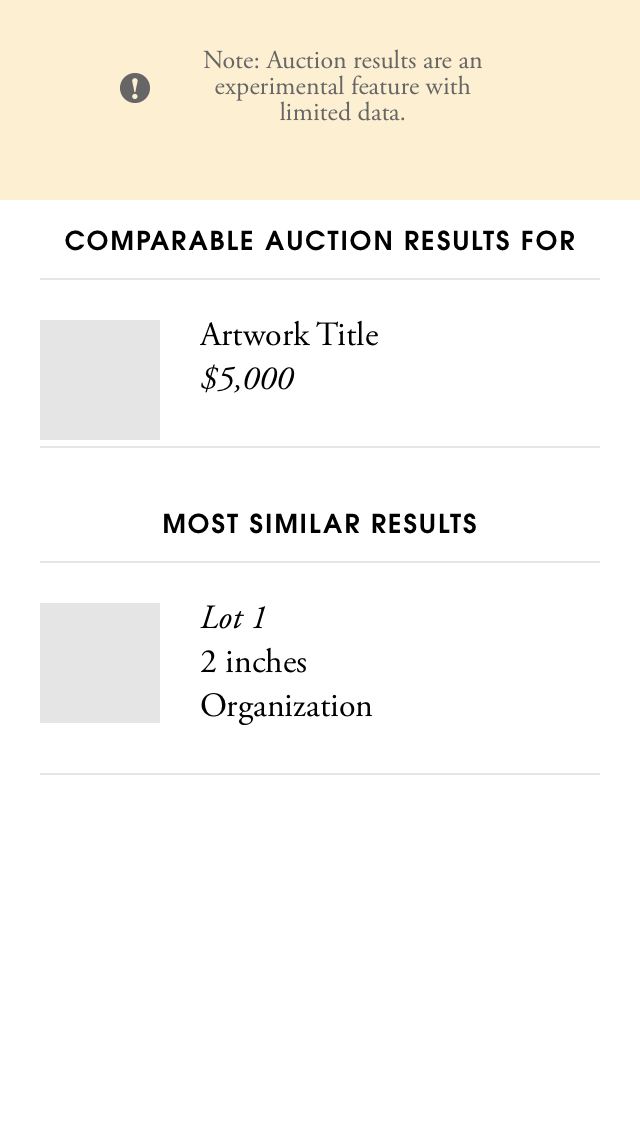 Note: Auction results are an
experimental feature with
limited data.
COMPARABLE AUCTION RESULTS FOR
Artwork Title
$5,000
MOST SIMILAR RESULTS
Lot 1
2 inches
Organization